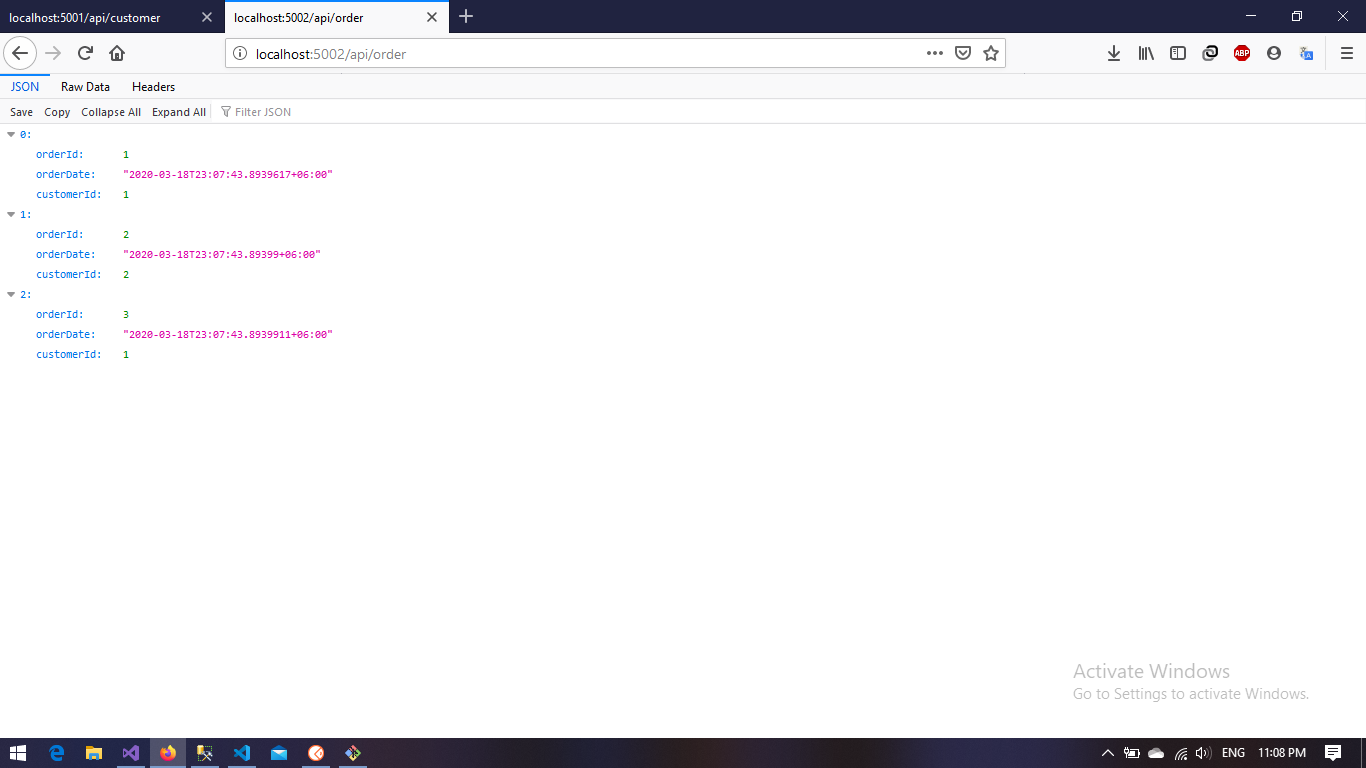 localhost:5001/api/customer
localhost:5002/api/order
localhost:5002/api/order
ABP
JSON Raw Data Headers
Save Copy Collapse All Expand All Filter JSON
0:
orderId: 1
orderDate: "2020-03-18T23:07:43.8939617+06:00"
customerId: 1
1:
orderId: 2
orderDate: "2020-03-18T23:07:43.89399+06:00"
customerId: 2
2:
orderId: 3
orderDate: "2020-03-18T23:07:43.8939911+06:00"
customerId: 1
Activate Windows
Go to Settings to activate Windows.
ENG 11:08 PM